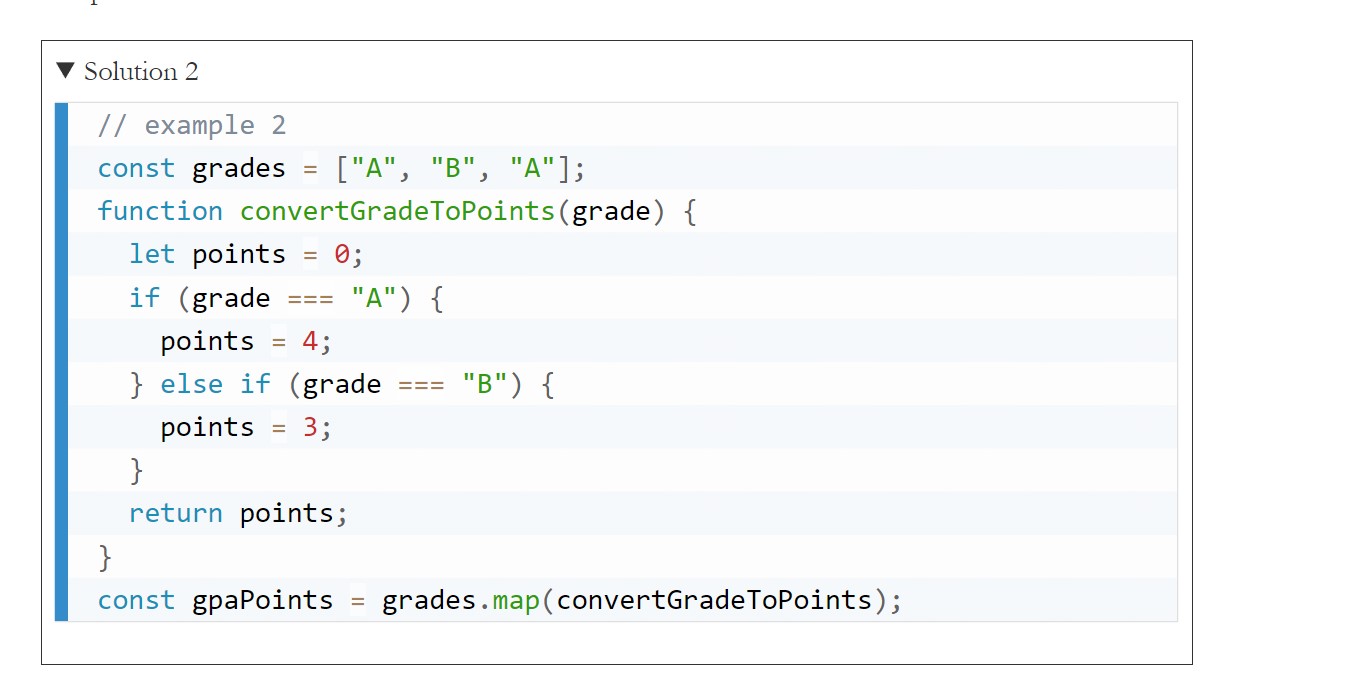 ▼ Solution 2
// example 2
const grades = ["A", "B", "A"];
function convertGradeToPoints(grade) {
  let points = 0;
  if (grade === "A") {
    points = 4;
  } else if (grade === "B") {
    points = 3;
  }
  return points;
}
const gpaPoints = grades.map(convertGradeToPoints);